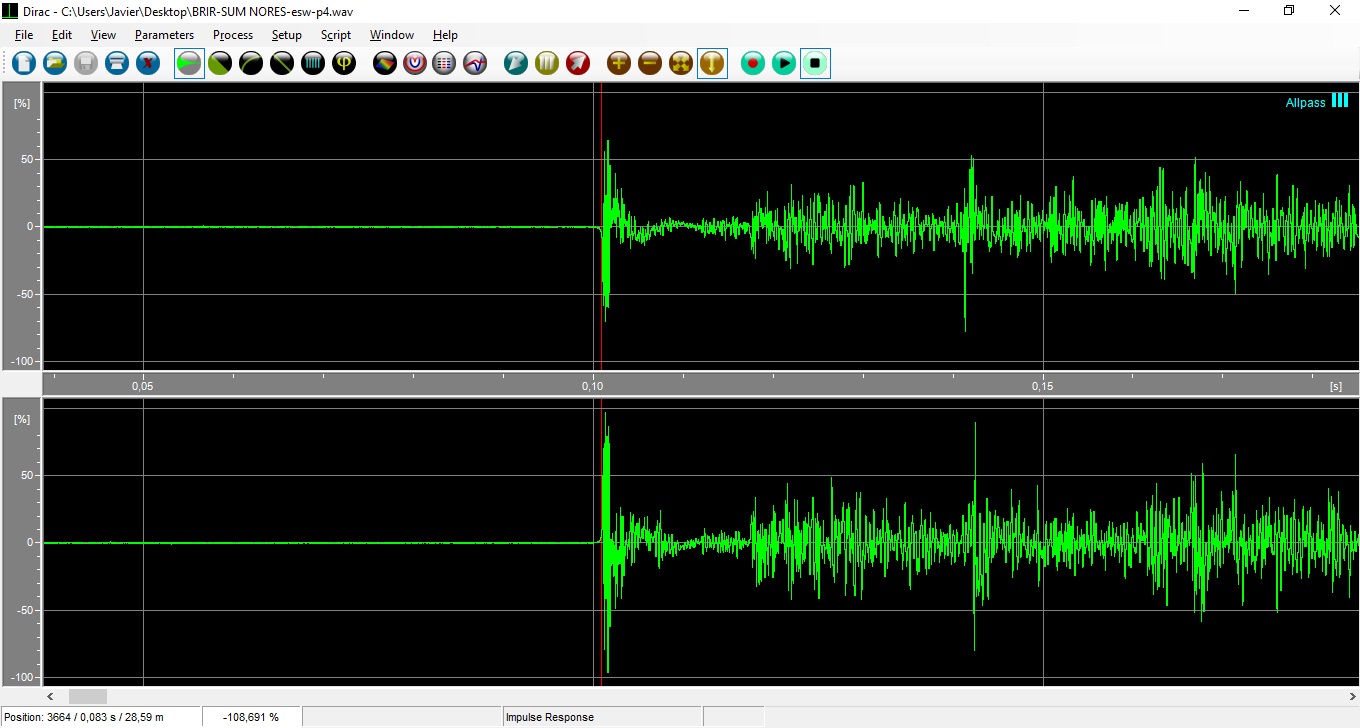 Dirac - C:\Users\Javier\Desktop\BRIR-SUM NORES-esw-p4.wav
File Edit View Parameters Process Setup Script Window Help
[%]
Allpass
50
0
-50
-100
0,05 0,10 0,15 [s]
[%]
50
0
-50
-100
Position: 3664 / 0,083 s / 28,59 m -108,691 % Impulse Response